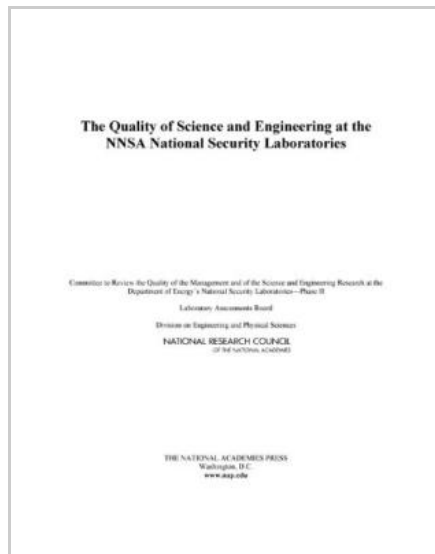 The Quality of Science and Engineering at the
NNSA National Security Laboratories
Committee to Review the Quality of the Management and of the Science and Engineering Research at the
Department of Energy's National Security Laboratories—Phase II
Laboratory Assessments Board
Division on Engineering and Physical Sciences
NATIONAL RESEARCH COUNCIL
OF THE NATIONAL ACADEMIES
THE NATIONAL ACADEMIES PRESS
Washington, D.C.
www.nap.edu